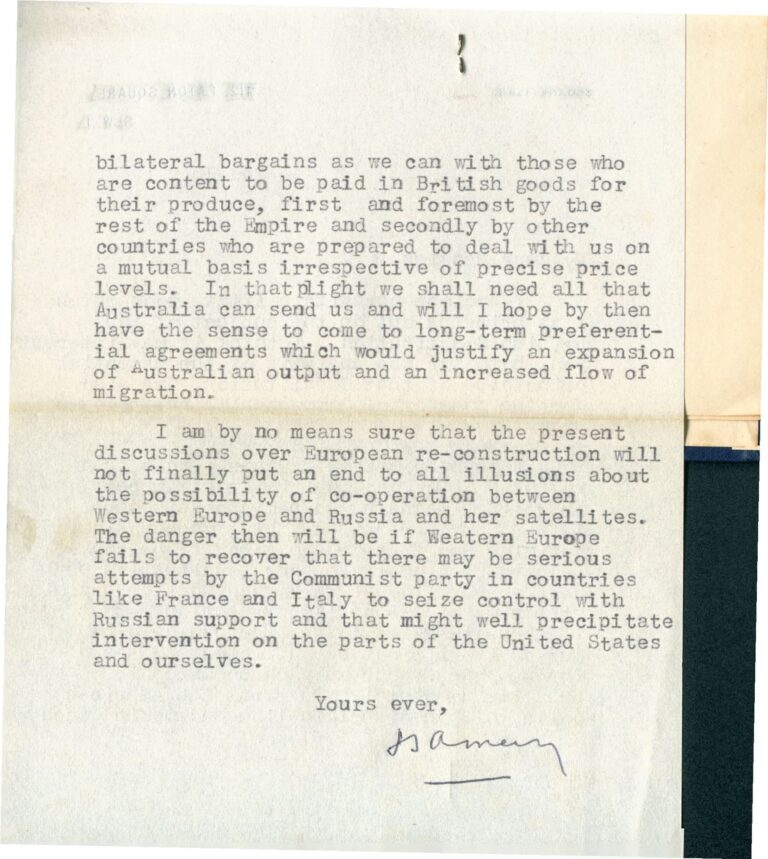 bilateral bargains as we can with those who
are content to be paid in British goods for
their produce, first and foremost by the
rest of the Empire and secondly by other
countries who are prepared to deal with us on
a mutual basis irrespective of precise price
levels. In that plight we shall need all that
Australia can send us and will I hope by then
have the sense to come to long-term preferent-
ial agreements which would justify an expansion
of Australian output and an increased flow of
migration.
I am by no means sure that the present
discussions over European re-construction will
not finally put an end to all illusions about
the possibility of co-operation between
Western Europe and Russia and her satellites.
The danger then will be if Weatern Europe
fails to recover that there may be serious
attempts by the Communist party in countries
like France and Italy to seize control with
Russian support and that might well precipitate
intervention on the parts of the United States
and ourselves.
Yours ever,
LSAmery